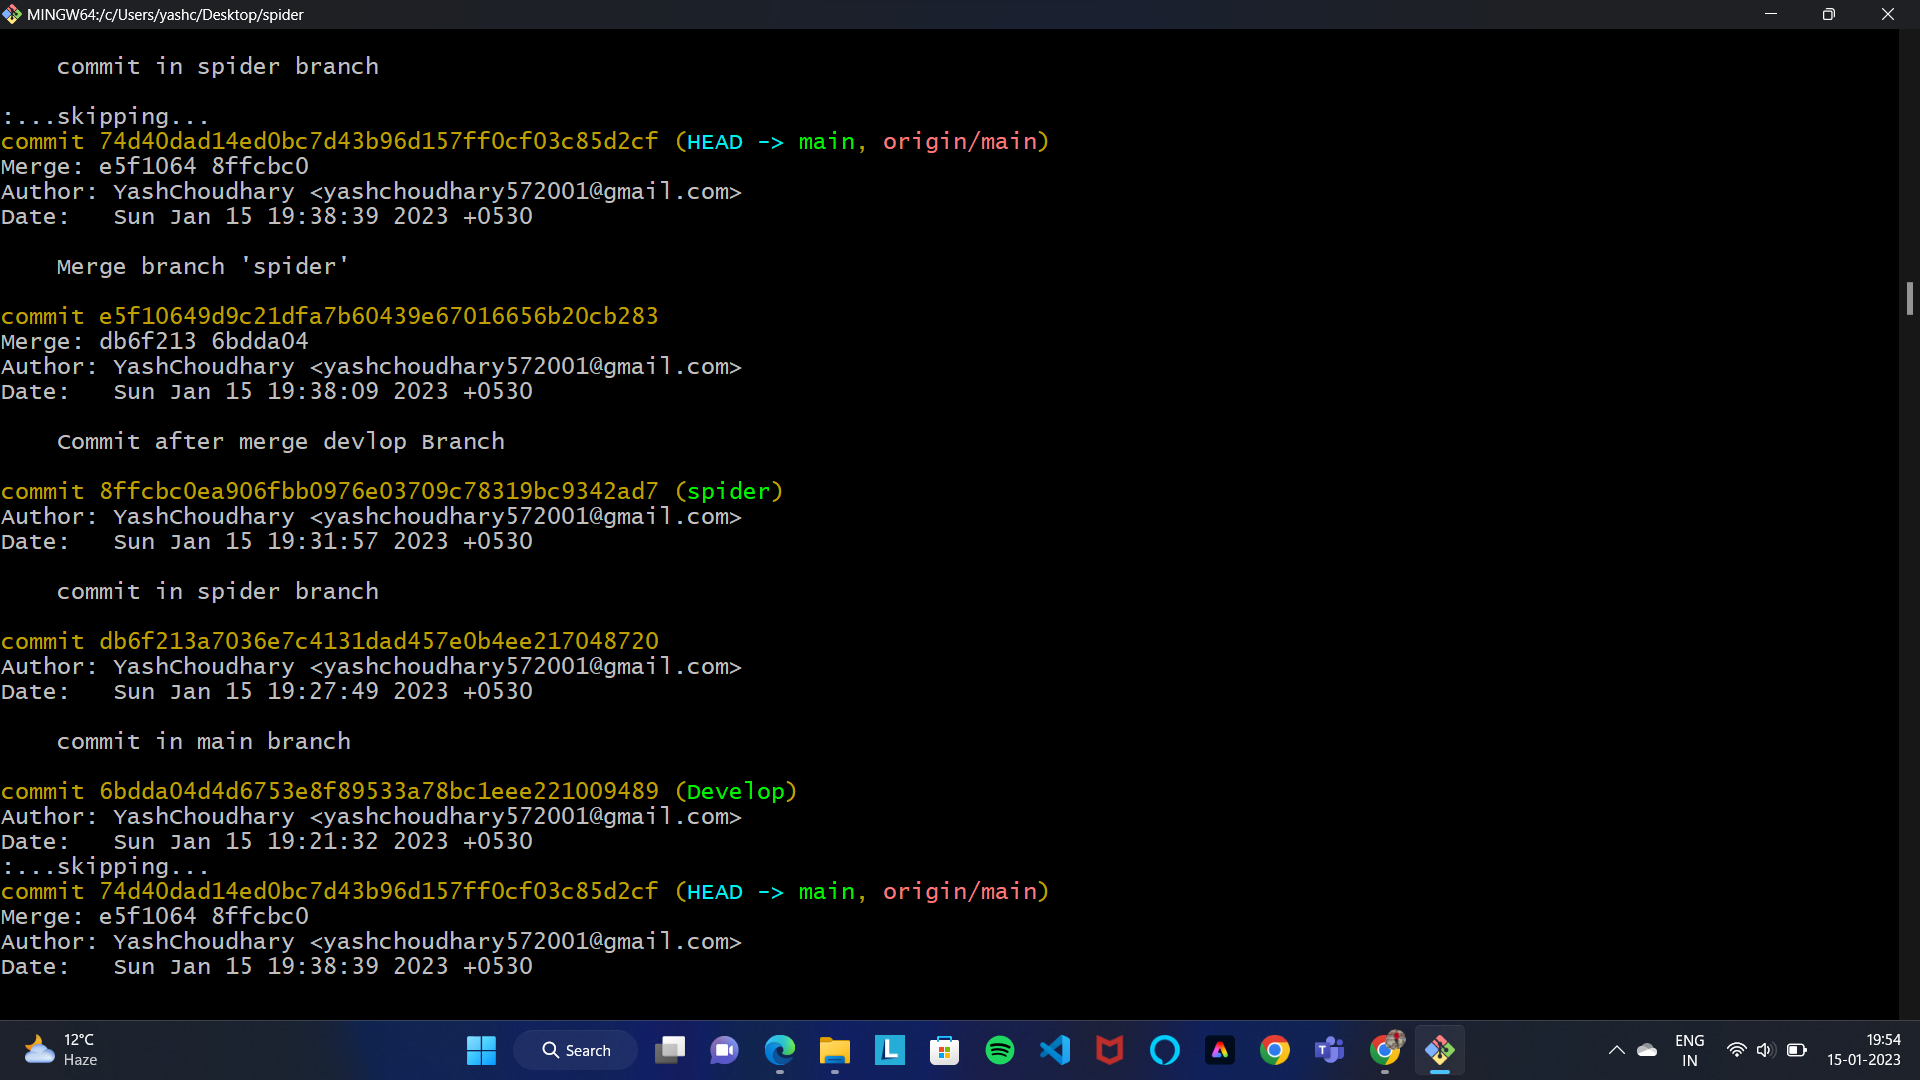 MINGW64:/c/Users/yashc/Desktop/spider
commit in spider branch
:...skipping...
commit 74d40dad14ed0bc7d43b96d157ff0cf03c85d2cf (HEAD -> main, origin/main)
Merge: e5f1064 8ffcbc0
Author: YashChoudhary <yashchoudhary572001@gmail.com>
Date:   Sun Jan 15 19:38:39 2023 +0530
Merge branch 'spider'
commit e5f10649d9c21dfa7b60439e67016656b20cb283
Merge: db6f213 6bdda04
Author: YashChoudhary <yashchoudhary572001@gmail.com>
Date:   Sun Jan 15 19:38:09 2023 +0530
Commit after merge devlop Branch
commit 8ffcbc0ea906fbb0976e03709c78319bc9342ad7 (spider)
Author: YashChoudhary <yashchoudhary572001@gmail.com>
Date:   Sun Jan 15 19:31:57 2023 +0530
commit in spider branch
commit db6f213a7036e7c4131dad457e0b4ee217048720
Author: YashChoudhary <yashchoudhary572001@gmail.com>
Date:   Sun Jan 15 19:27:49 2023 +0530
commit in main branch
commit 6bdda04d4d6753e8f89533a78bc1eee221009489 (Develop)
Author: YashChoudhary <yashchoudhary572001@gmail.com>
Date:   Sun Jan 15 19:21:32 2023 +0530
:...skipping...
commit 74d40dad14ed0bc7d43b96d157ff0cf03c85d2cf (HEAD -> main, origin/main)
Merge: e5f1064 8ffcbc0
Author: YashChoudhary <yashchoudhary572001@gmail.com>
Date:   Sun Jan 15 19:38:39 2023 +0530
12°C
Haze
Search
ENG
IN
19:54
15-01-2023